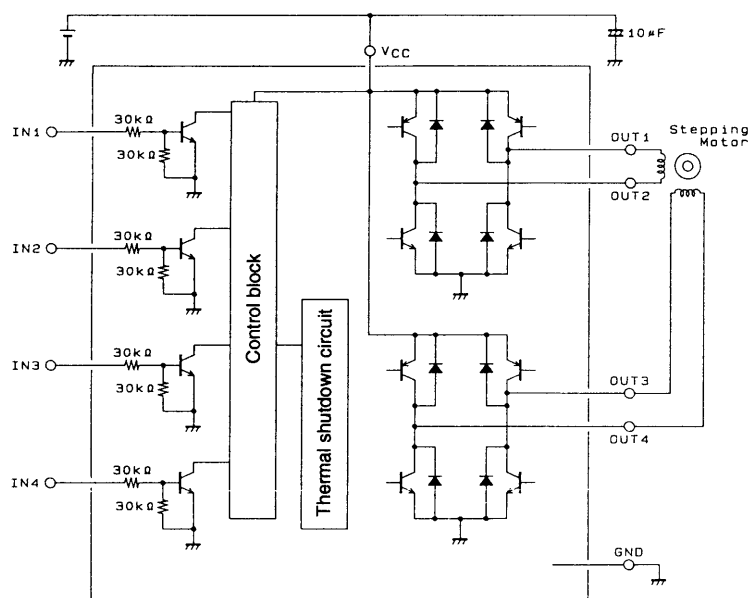 10µF
VCC
30kΩ
IN1
30kΩ
OUT1
Stepping
Motor
OUT2
30kΩ
IN2
30kΩ
Control block
Thermal shutdown circuit
30kΩ
IN3
30kΩ
OUT3
OUT4
30kΩ
IN4
30kΩ
GND